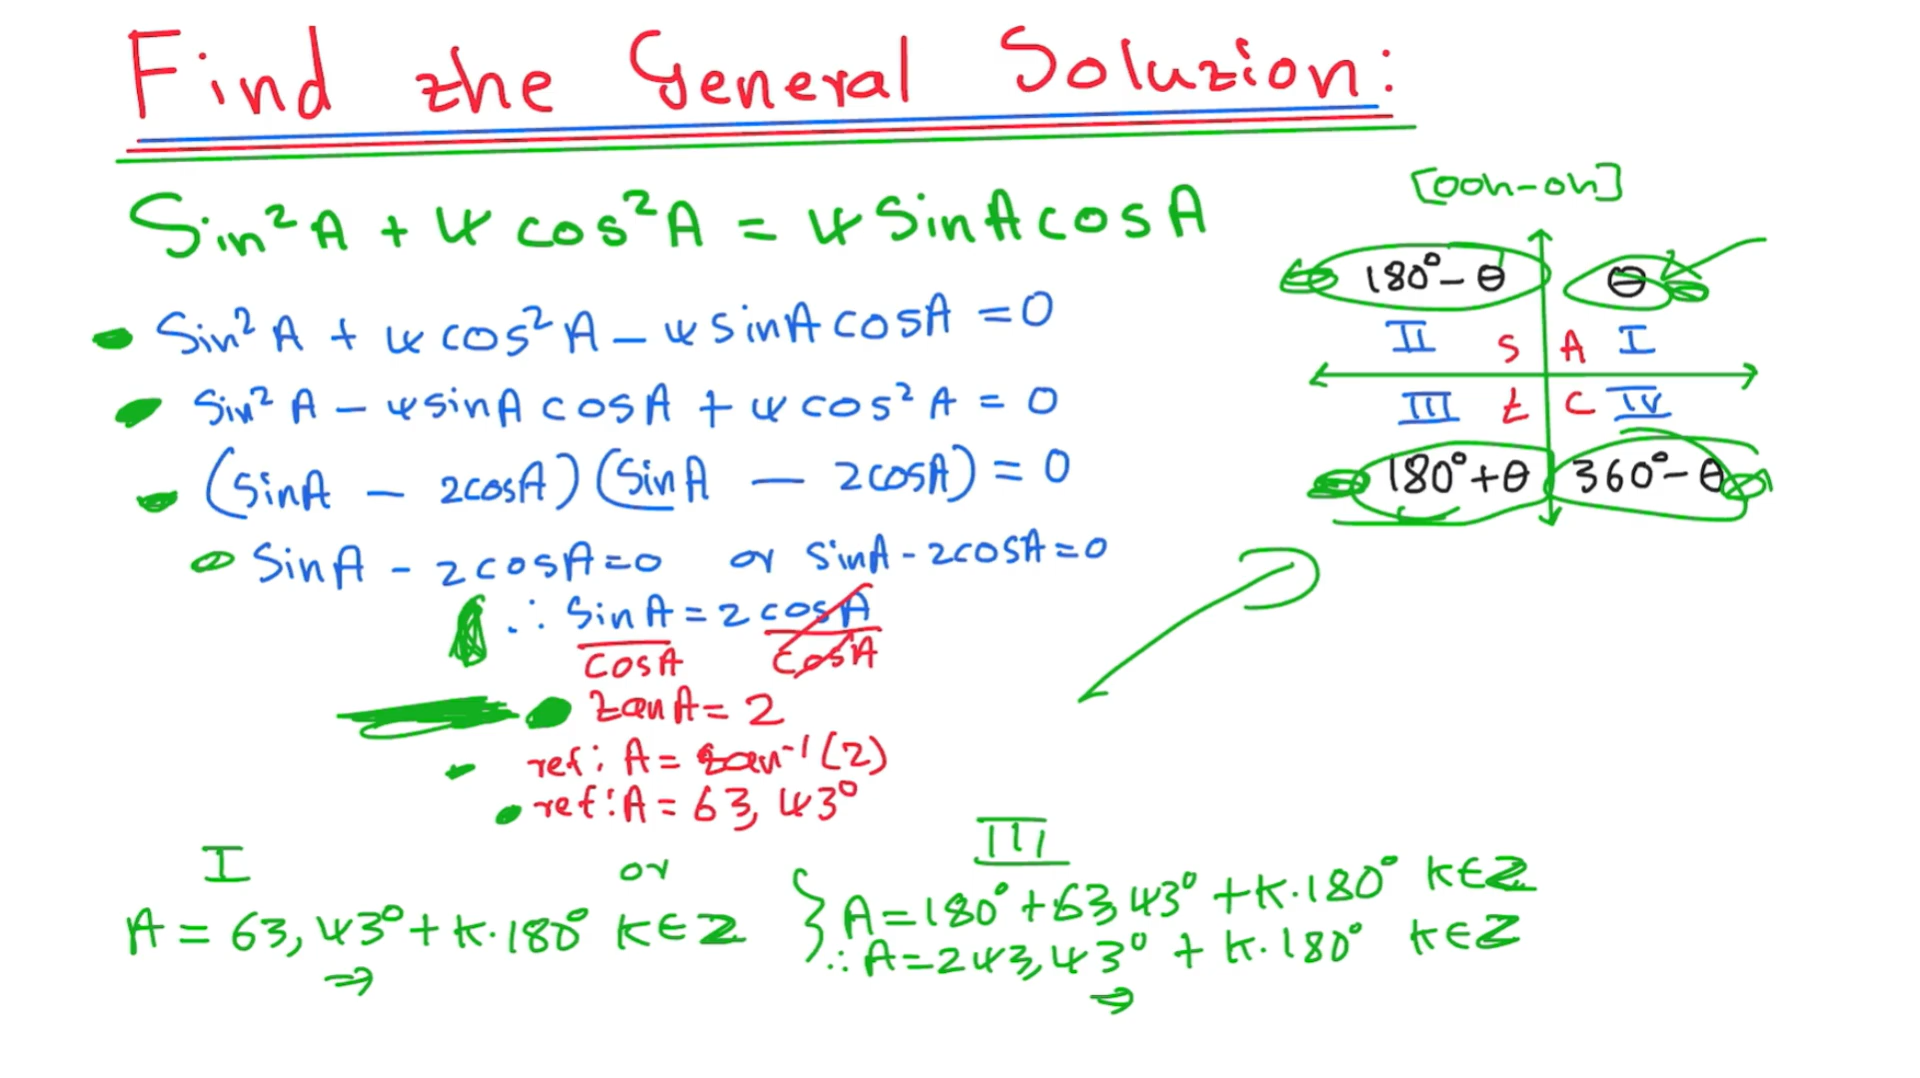 Find the General Solution:
Sin²A + 4 cos²A = 4 SinA cosA
Sin²A + 4 cos²A - 4 sinA cosA = 0
Sin²A - 4 sinA cosA + 4 cos²A = 0
(SinA - 2cosA)(SinA - 2cosA) = 0
SinA - 2cosA = 0 or SinA - 2cosA = 0
∴ SinA = 2 cosA
cosA cosA
tanA = 2
ref: A = tan⁻¹(2)
ref: A = 63,43°
I
A = 63,43° + k.180° k∈Z
or
III
A = 180° + 63,43° + k.180° k∈Z
∴ A = 243,43° + k.180° k∈Z
180° - θ θ
II S A I
III t C IV
180° + θ 360° - θ